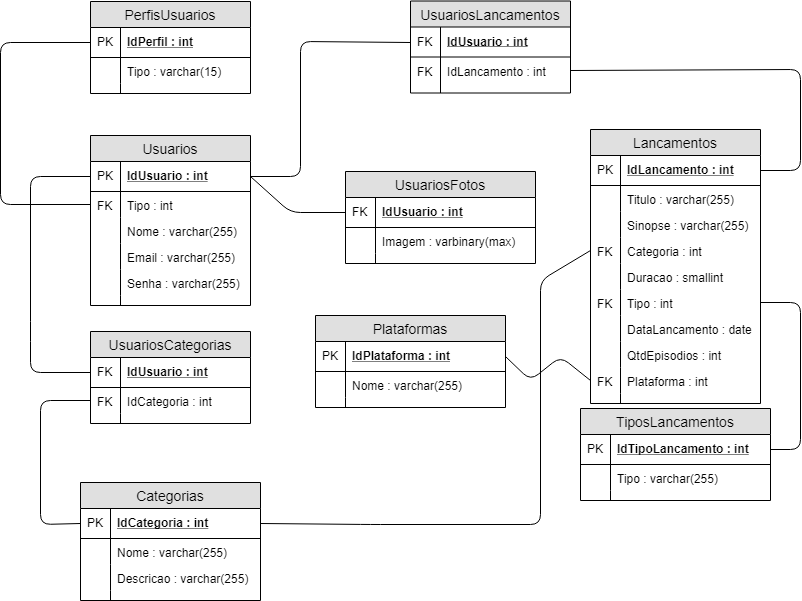 PerfisUsuarios
PK IdPerfil : int
Tipo : varchar(15)
UsuariosLancamentos
FK IdUsuario : int
FK IdLancamento : int
Usuarios
PK IdUsuario : int
FK Tipo : int
Nome : varchar(255)
Email : varchar(255)
Senha : varchar(255)
UsuariosFotos
FK IdUsuario : int
Imagem : varbinary(max)
Lancamentos
PK IdLancamento : int
Titulo : varchar(255)
Sinopse : varchar(255)
FK Categoria : int
Duracao : smallint
FK Tipo : int
DataLancamento : date
QtdEpisodios : int
FK Plataforma : int
UsuariosCategorias
FK IdUsuario : int
FK IdCategoria : int
Plataformas
PK IdPlataforma : int
Nome : varchar(255)
TiposLancamentos
PK IdTipoLancamento : int
Tipo : varchar(255)
Categorias
PK IdCategoria : int
Nome : varchar(255)
Descricao : varchar(255)